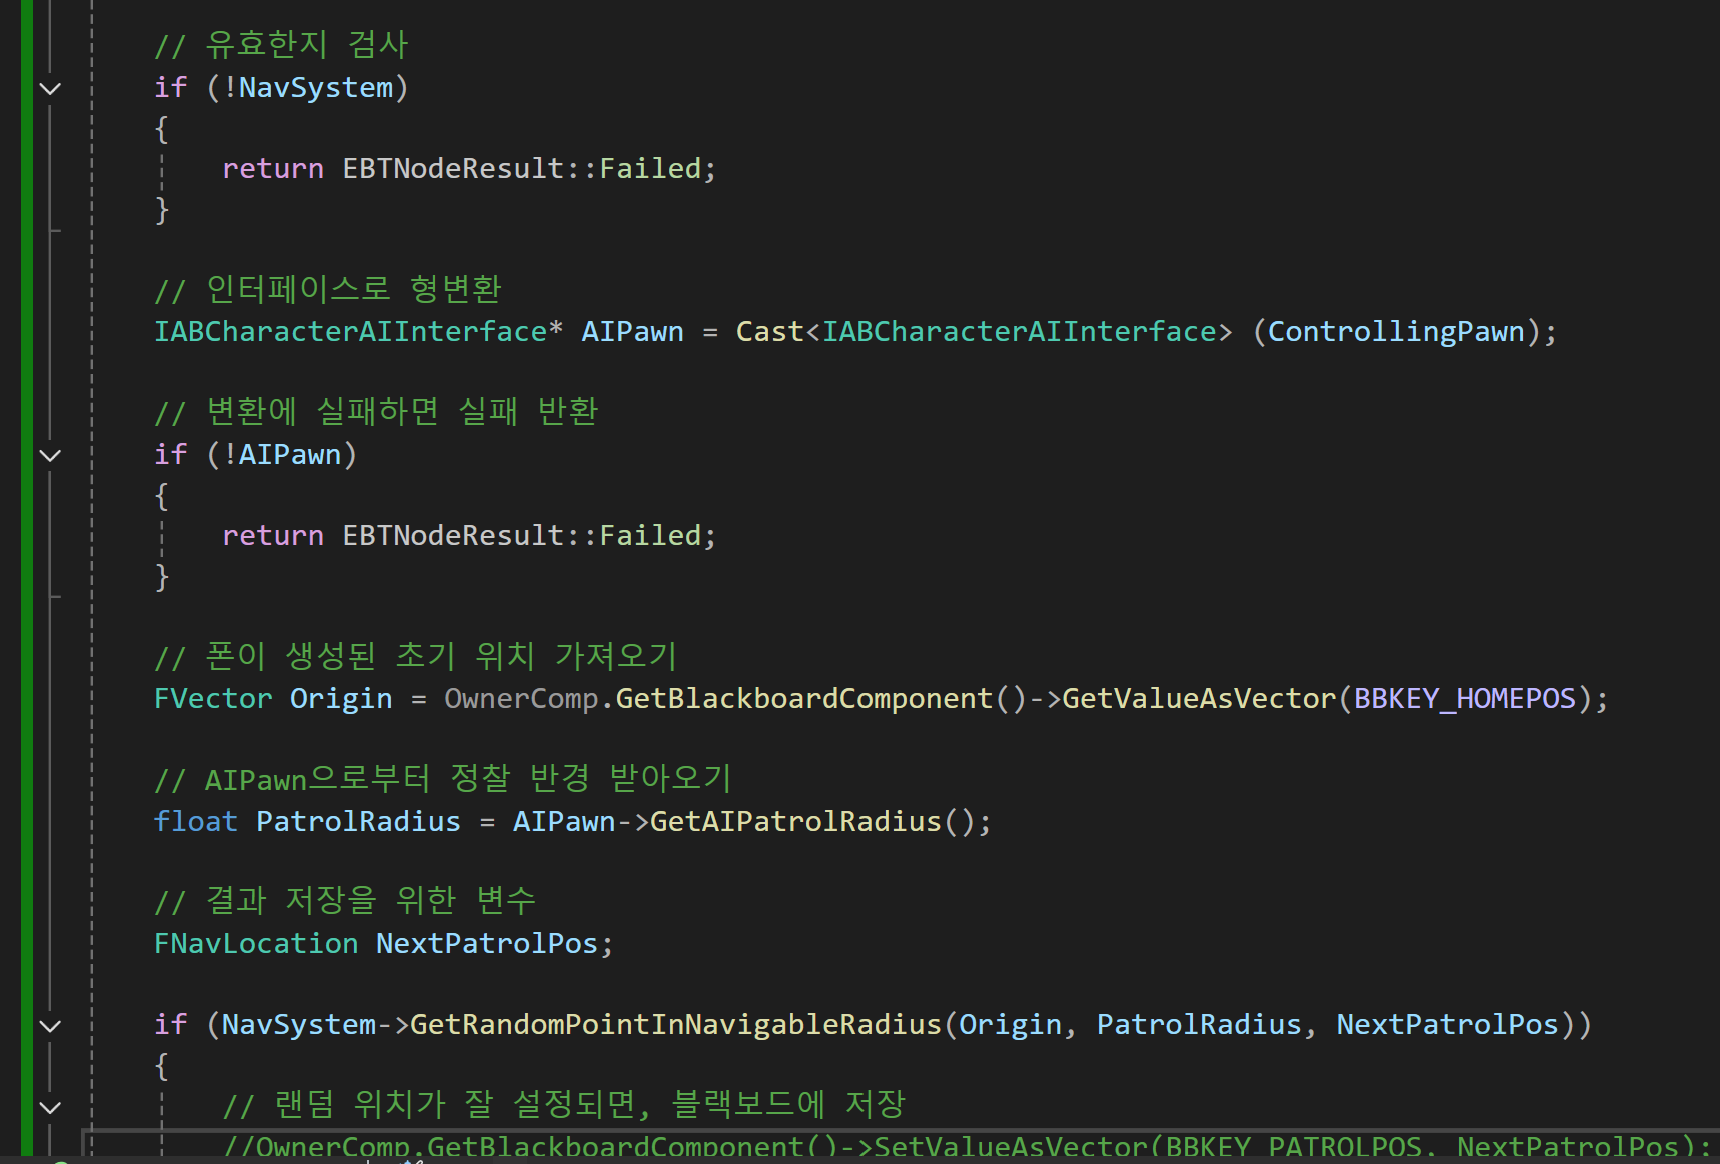 // 유효한지 검사
if (!NavSystem)
{
return EBTNodeResult::Failed;
}
// 인터페이스로 형변환
IABCharacterAIInterface* AIPawn = Cast<IABCharacterAIInterface> (ControllingPawn);
// 변환에 실패하면 실패 반환
if (!AIPawn)
{
return EBTNodeResult::Failed;
}
// 폰이 생성된 초기 위치 가져오기
FVector Origin = OwnerComp.GetBlackboardComponent()->GetValueAsVector(BBKEY_HOMEPOS);
// AIPawn으로부터 정찰 반경 받아오기
float PatrolRadius = AIPawn->GetAIPatrolRadius();
// 결과 저장을 위한 변수
FNavLocation NextPatrolPos;
if (NavSystem->GetRandomPointInNavigableRadius(Origin, PatrolRadius, NextPatrolPos))
{
// 랜덤 위치가 잘 설정되면, 블랙보드에 저장
//OwnerComp.GetBlackboardComponent()->SetValueAsVector(BBKEY_PATROLPOS, NextPatrolPos);